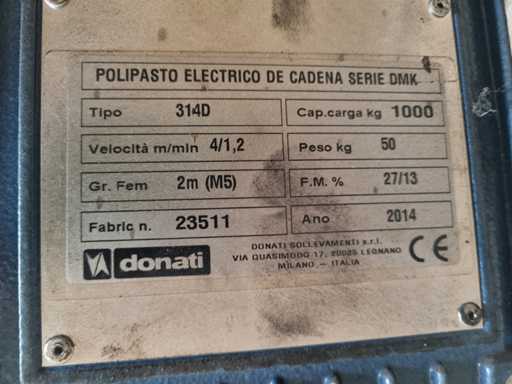 POLIPASTO ELECTRICO DE CADENA SERIE DMK
Tipo 314D Cap.carga kg 1000
Velocità m/min 4/1,2 Peso kg 50
Gr. Fem 2m (M5) F.M. % 27/13
Fabric n. 23511 Ano 2014
donati DONATI SOLLEVAMENTI s.r.l.
VIA QUASIMODO 17, 20025 LEGNANO
MILANO – ITALIA
CE